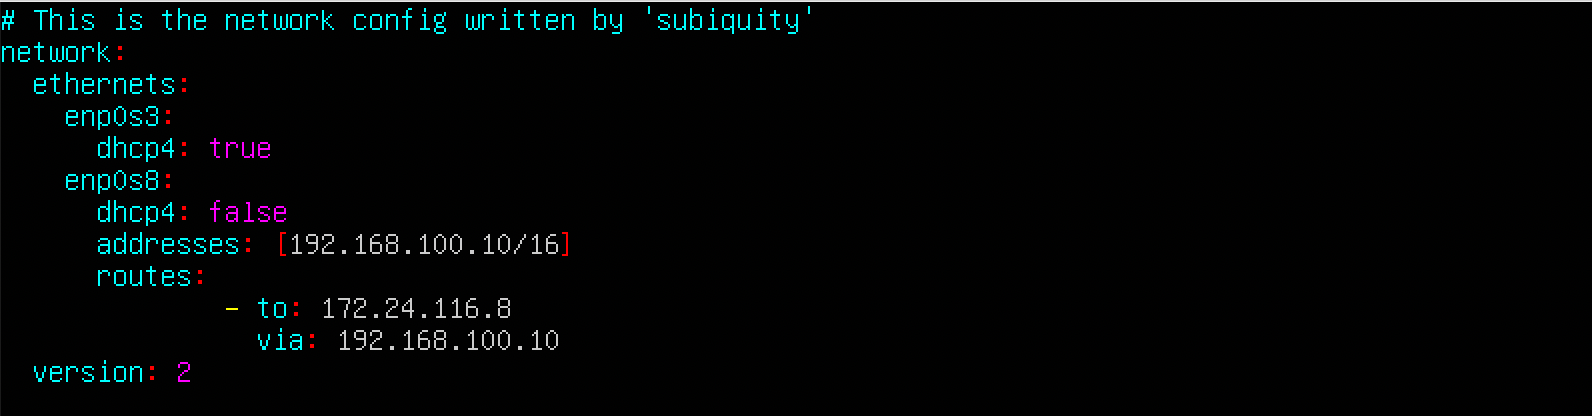 # This is the network config written by 'subiquity'
network:
  ethernets:
    enp0s3:
      dhcp4: true
    enp0s8:
      dhcp4: false
      addresses: [192.168.100.10/16]
      routes:
              - to: 172.24.116.8
                via: 192.168.100.10
  version: 2